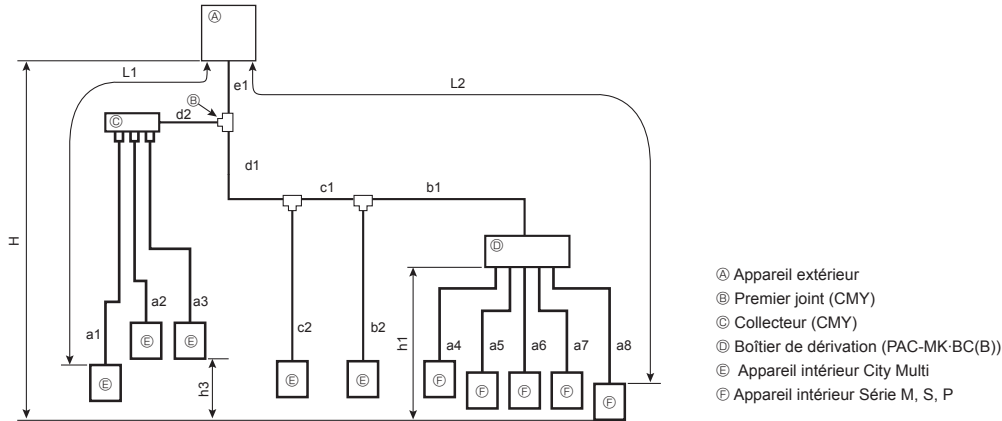 Ⓐ
L1
e1
L2
Ⓑ
Ⓒ
d2
d1
c1
b1
H
Ⓓ
a1
a2
a3
c2
b2
h1
a4
a5
a6
a7
a8
h3
Ⓔ
Ⓔ
Ⓔ
Ⓔ
Ⓔ
Ⓕ
Ⓕ
Ⓕ
Ⓕ
Ⓕ
Ⓐ Appareil extérieur
Ⓑ Premier joint (CMY)
Ⓒ Collecteur (CMY)
Ⓓ Boîtier de dérivation (PAC-MK·BC(B))
Ⓔ Appareil intérieur City Multi
Ⓕ Appareil intérieur Série M, S, P